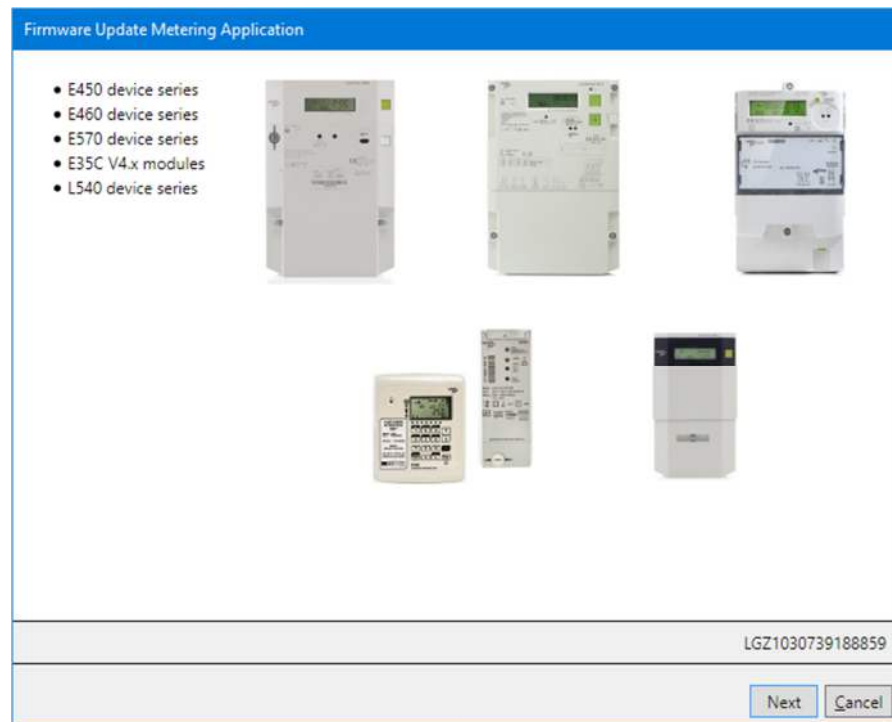 Firmware Update Metering Application
E450 device series
E460 device series
E570 device series
E35C V4.x modules
L540 device series
LGZ1030739188859
Next
Cancel